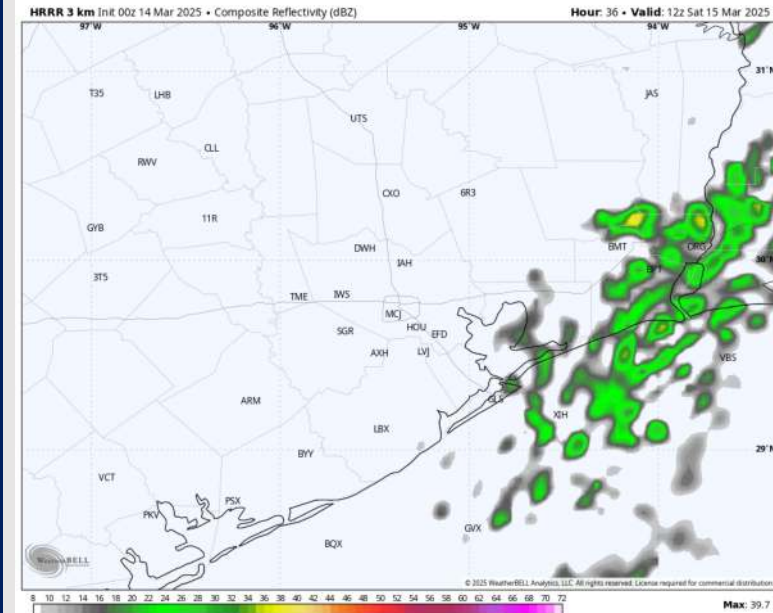 HRRR 3 km Init 00z 14 Mar 2025 • Composite Reflectivity (dBZ) Hour: 36 • Valid: 12z Sat 15 Mar 2025
97°W 96°W 95°W 94°W
31°N
T35 LHB JAS
UTS
CLL
RWV
CXO 6R3
11R
GYB BMT ORG
DWH
IAH 30°N
3T5 BPT
TME IWS
MCJ
SGR HOU EFD
AXH LVJ VBS
ARM GLS
XIH
LBX
BYY 29°N
VCT
PSX
PKV
GVX
BQX
WeatherBELL
© 2025 WeatherBELL Analytics, LLC. All rights reserved. License required for commercial distribution.
8 10 12 14 16 18 20 22 24 26 28 30 32 34 36 38 40 42 44 46 48 50 52 54 56 58 60 62 64 66 68 70 72
Max: 39.7